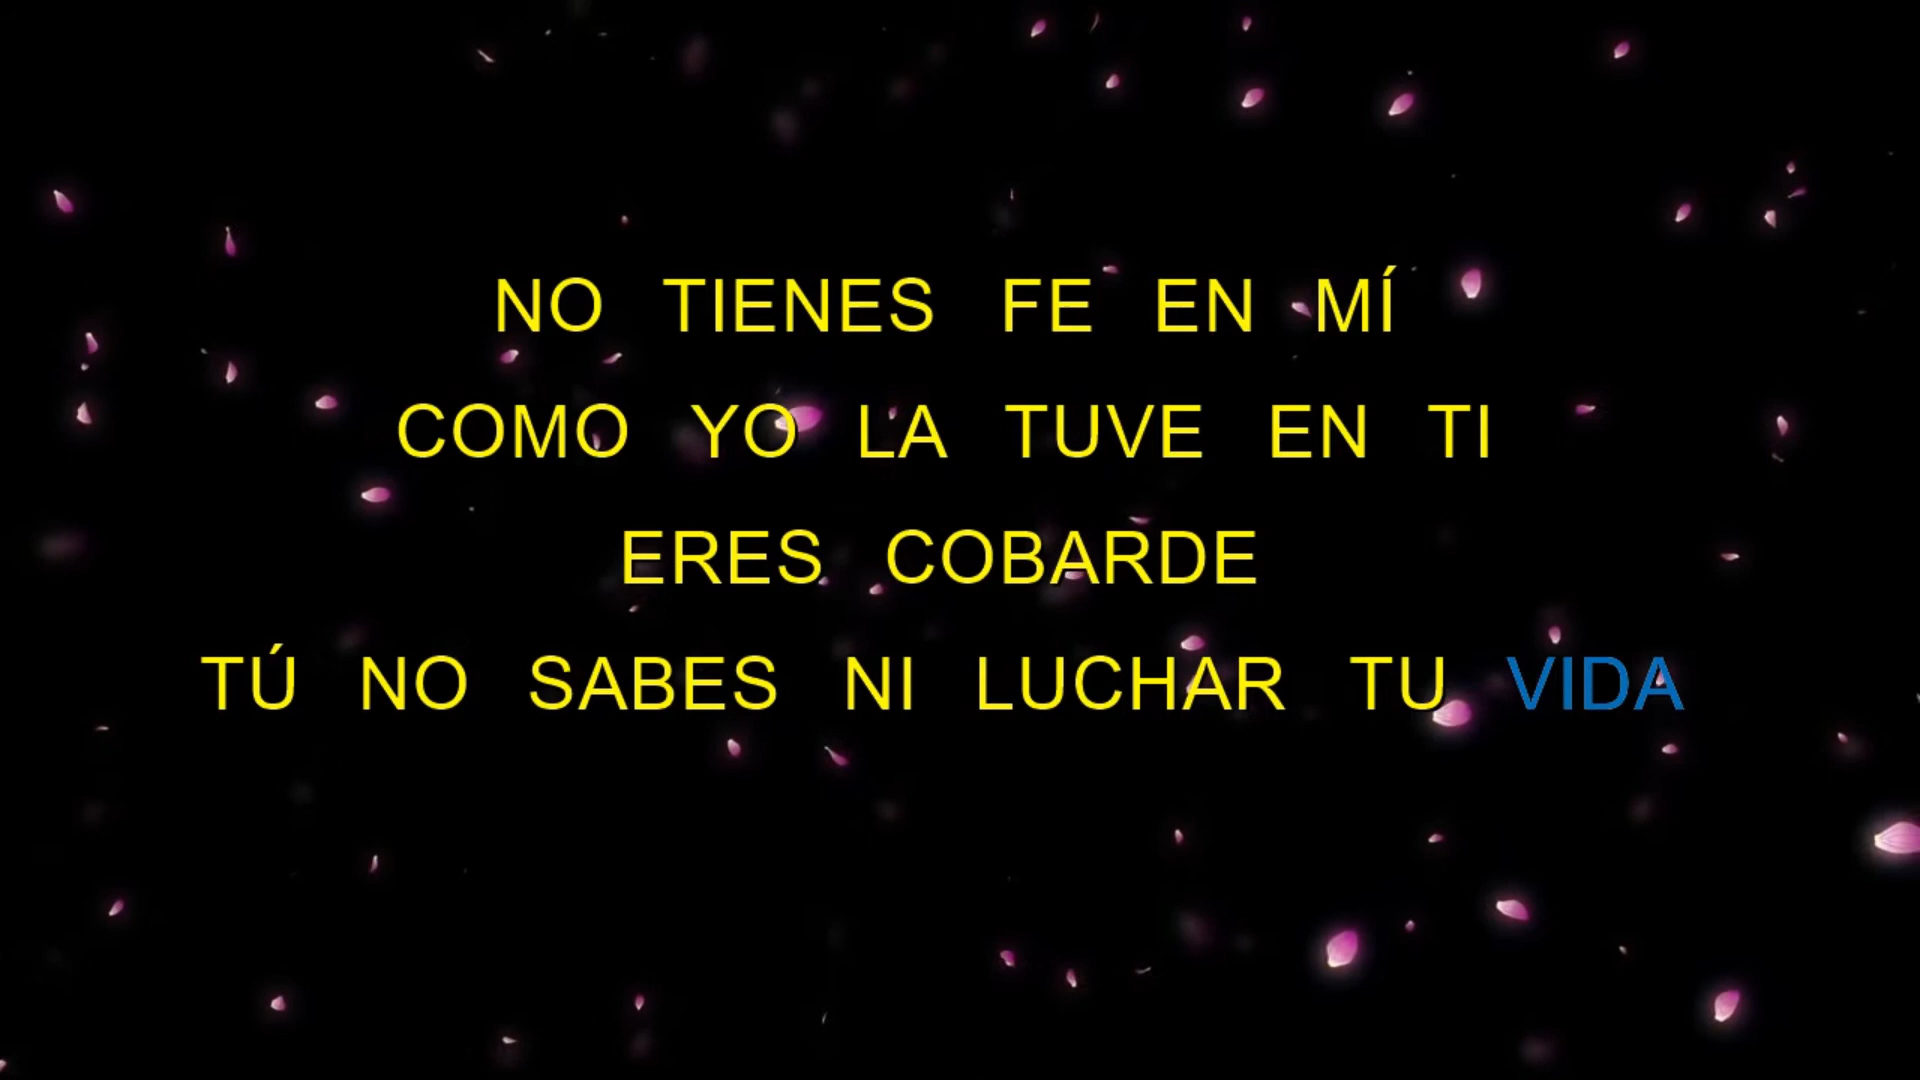 NO TIENES FE EN MÍ
COMO YO LA TUVE EN TI
ERES COBARDE
TÚ NO SABES NI LUCHAR TU VIDA